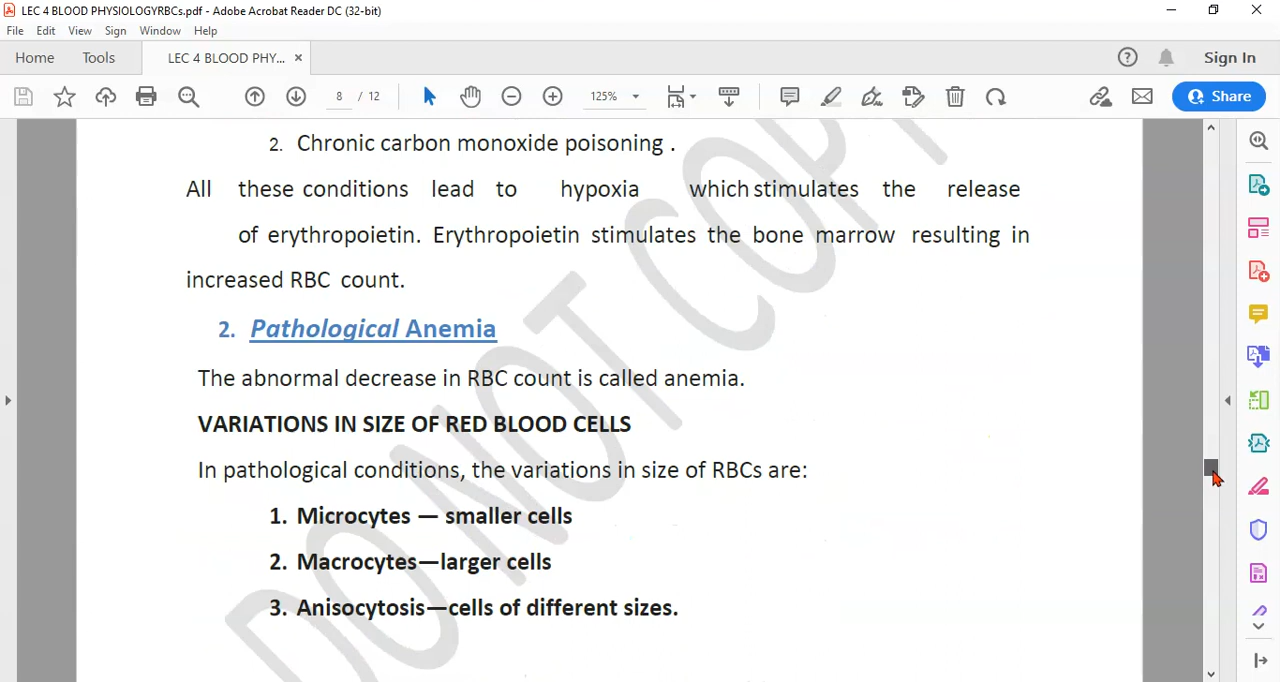 LEC 4 BLOOD PHYSIOLOGYRBCs.pdf - Adobe Acrobat Reader DC (32-bit)
File Edit View Sign Window Help
Home Tools LEC 4 BLOOD PHY... × Sign In
8 / 12 125% Share
2. Chronic carbon monoxide poisoning .
All these conditions lead to hypoxia which stimulates the release
of erythropoietin. Erythropoietin stimulates the bone marrow resulting in
increased RBC count.
2. Pathological Anemia
The abnormal decrease in RBC count is called anemia.
VARIATIONS IN SIZE OF RED BLOOD CELLS
In pathological conditions, the variations in size of RBCs are:
1. Microcytes — smaller cells
2. Macrocytes—larger cells
3. Anisocytosis—cells of different sizes.
DO NOT COPY